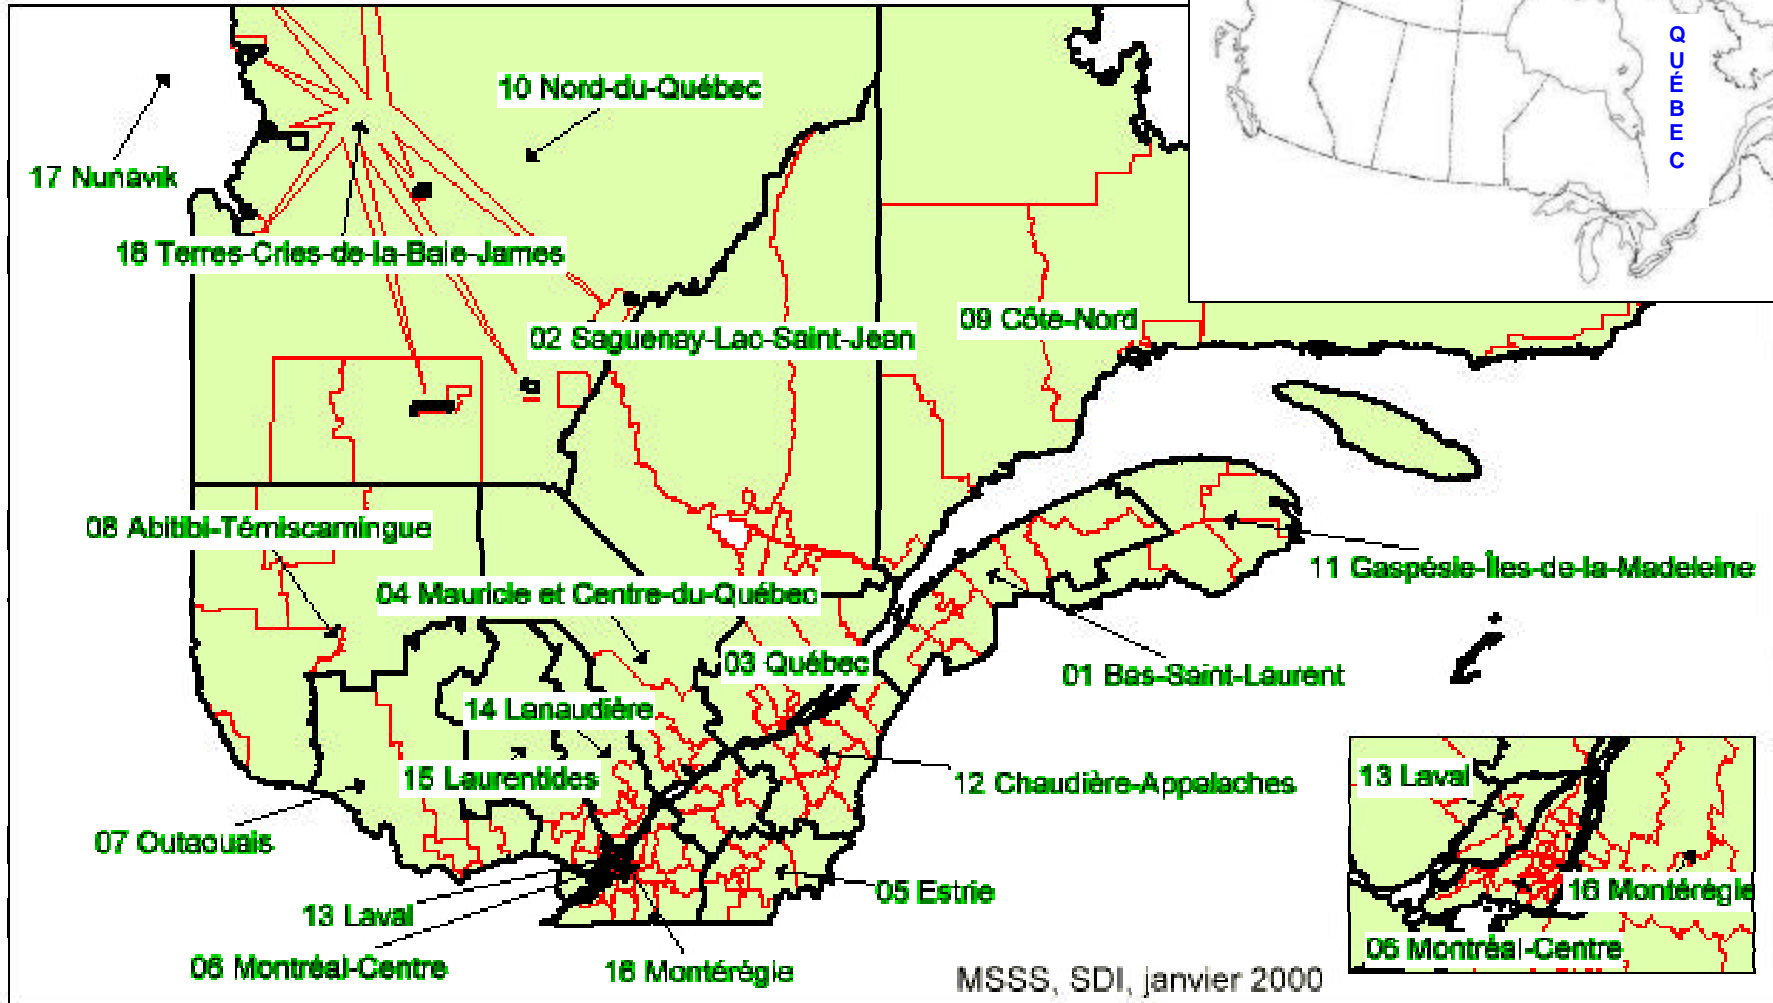 QUÉBEC
10 Nord-du-Québec
17 Nunavik
18 Terres-Cries-de-la-Baie-James
09 Côte-Nord
02 Saguenay-Lac-Saint-Jean
08 Abitibi-Témiscamingue
11 Gaspésie-Îles-de-la-Madeleine
04 Mauricie et Centre-du-Québec
03 Québec
01 Bas-Saint-Laurent
14 Lanaudière
15 Laurentides
12 Chaudière-Appalaches
13 Laval
07 Outaouais
05 Estrie
16 Montérégie
13 Laval
06 Montréal-Centre
06 Montréal-Centre
16 Montérégie
MSSS, SDI, janvier 2000